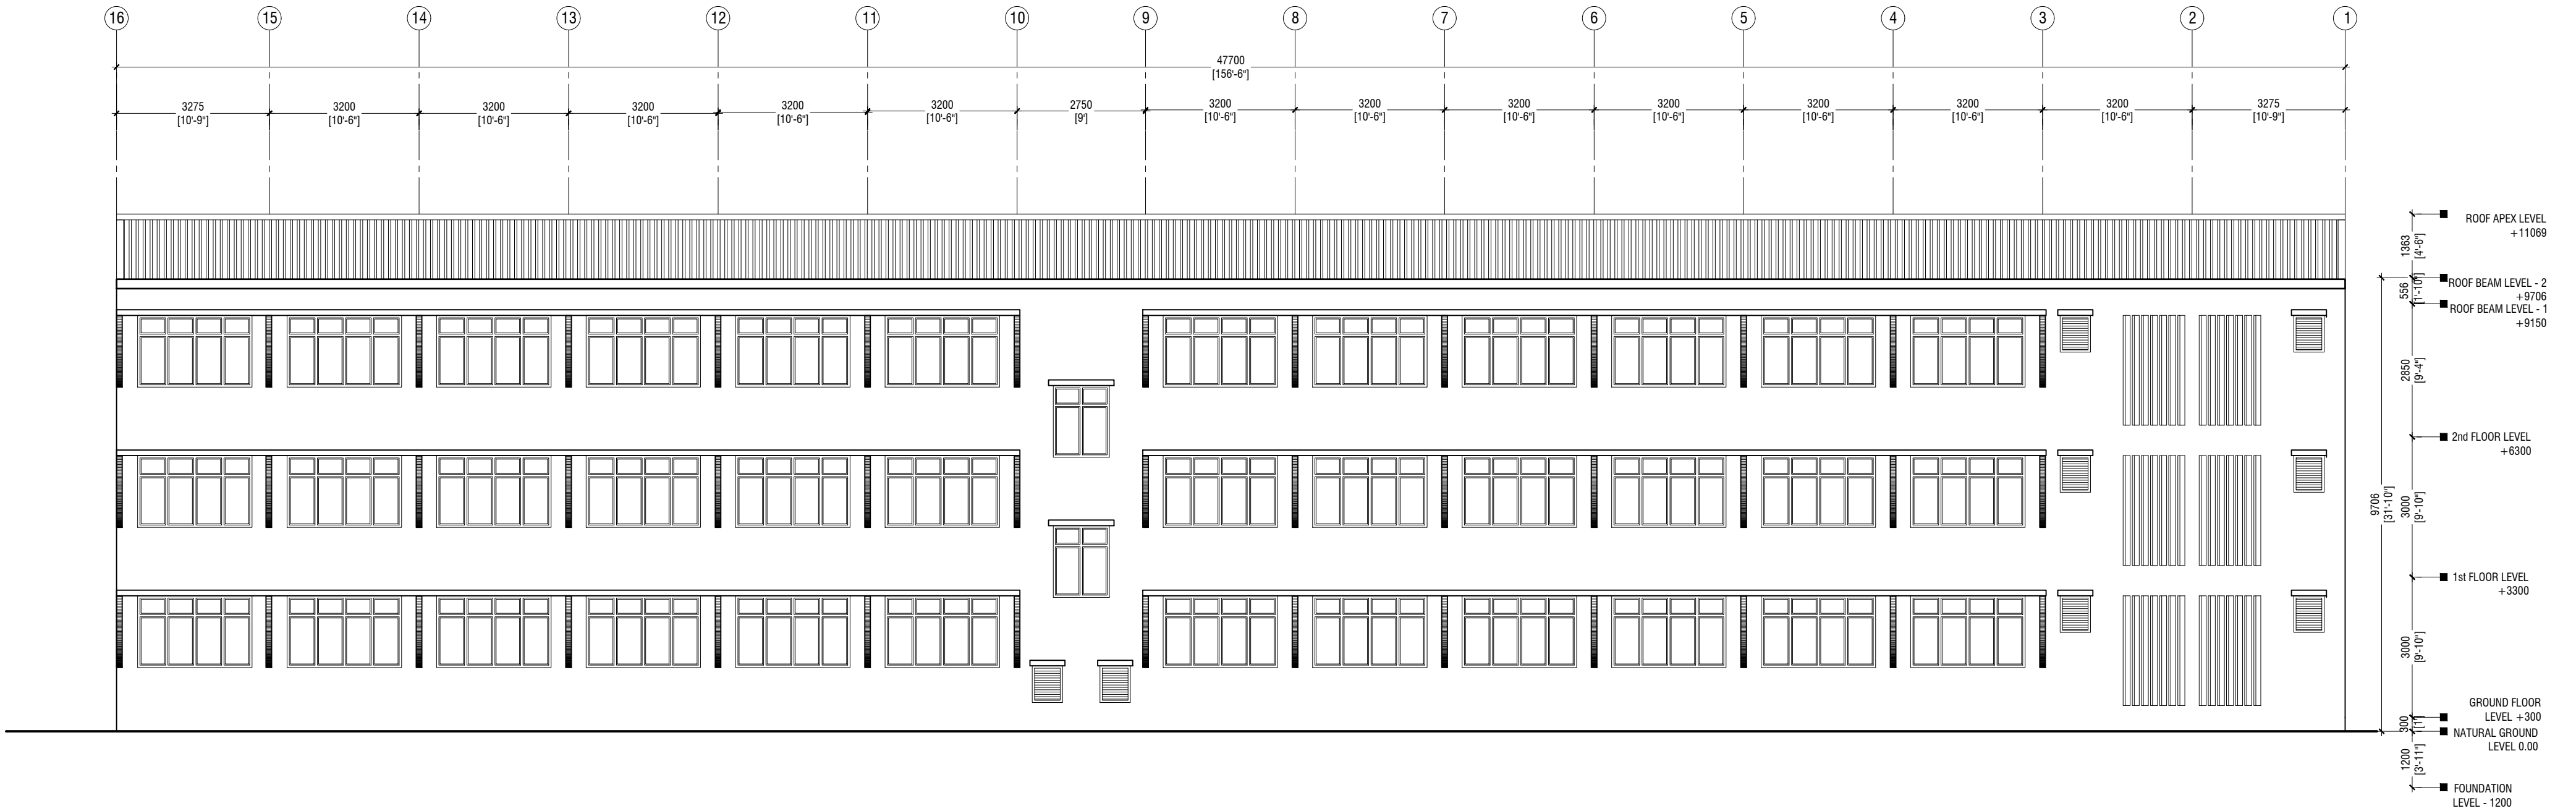 16 15 14 13 12 11 10 9 8 7 6 5 4 3 2 1
47700
[156'-6"]
3275 3200 3200 3200 3200 3200 2750 3200 3200 3200 3200 3200 3200 3200 3275
[10'-9"] [10'-6"] [10'-6"] [10'-6"] [10'-6"] [10'-6"] [9'] [10'-6"] [10'-6"] [10'-6"] [10'-6"] [10'-6"] [10'-6"] [10'-6"] [10'-9"]
ROOF APEX LEVEL
+11069
1363
[4'-6"]
ROOF BEAM LEVEL - 2
+9706
556
[1'-10"]
ROOF BEAM LEVEL - 1
+9150
2850
[9'-4"]
2nd FLOOR LEVEL
+6300
9706
[31'-10"]
3000
[9'-10"]
1st FLOOR LEVEL
+3300
3000
[9'-10"]
GROUND FLOOR
LEVEL +300
300
[1']
NATURAL GROUND
LEVEL 0.00
1200
[3'-11"]
FOUNDATION
LEVEL - 1200